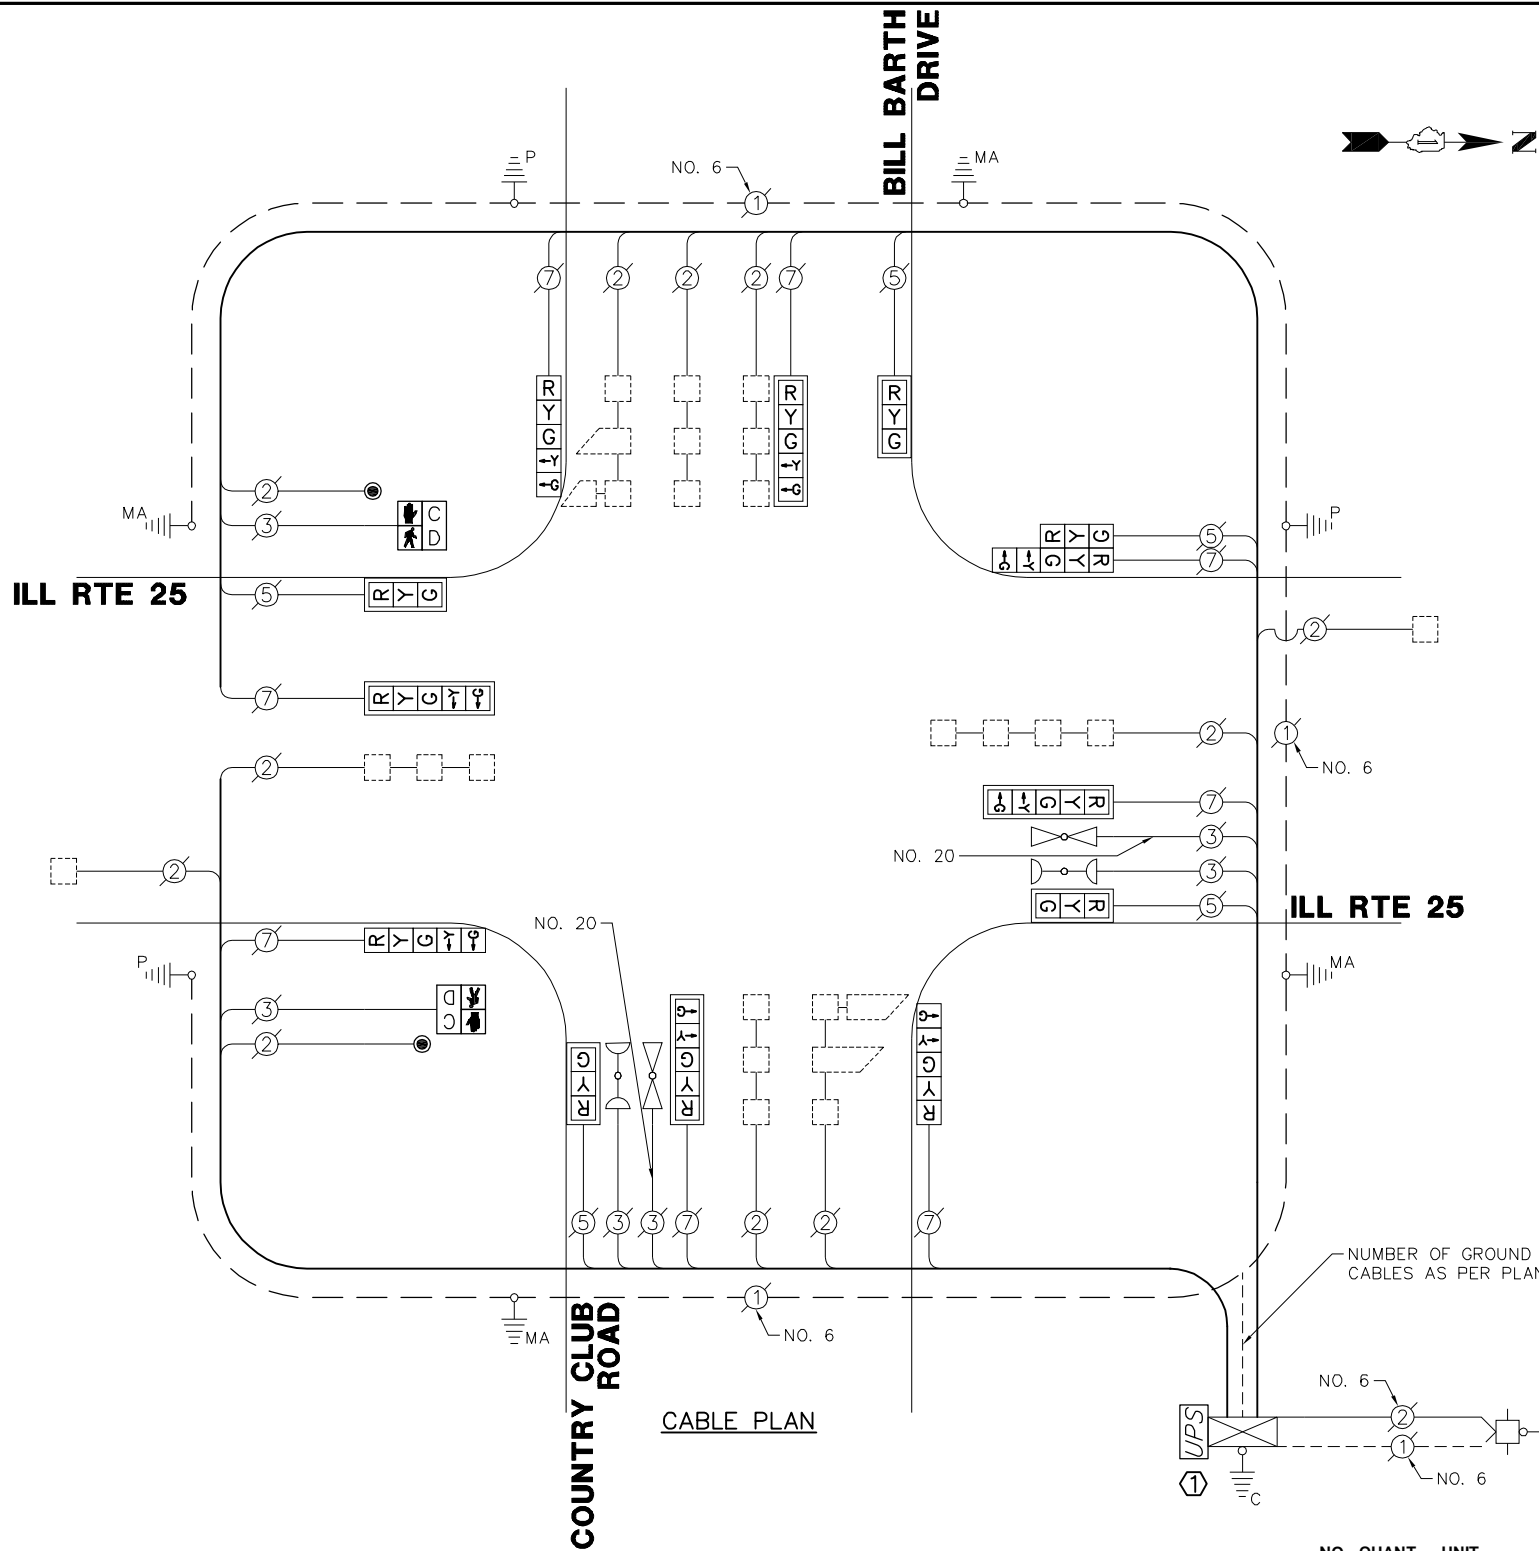 BILL BARTH
DRIVE
N
P
NO. 6
1
MA
7
2
2
2
7
5
R
Y
G
←Y
←G
R
Y
G
←Y
←G
R
Y
G
2
MA
3
C
D
P
R Y G
5
G Y G Y R
7
ILL RTE 25
5
R Y G
2
7
R Y G Y G
2
1
2
NO. 6
G Y G Y R
7
3
NO. 20
2
3
R Y G
5
ILL RTE 25
7
R Y G Y G
NO. 20
P
MA
3
D
C
2
G
Y
R
G
Y
G
Y
R
G
Y
G
Y
R
5
3
3
7
2
2
7
NUMBER OF GROUND
CABLES AS PER PLAN
1
MA
NO. 6
COUNTRY CLUB
ROAD
NO. 6
CABLE PLAN
UPS
2
1
1
NO. 6
C
NO. QUANT. UNIT